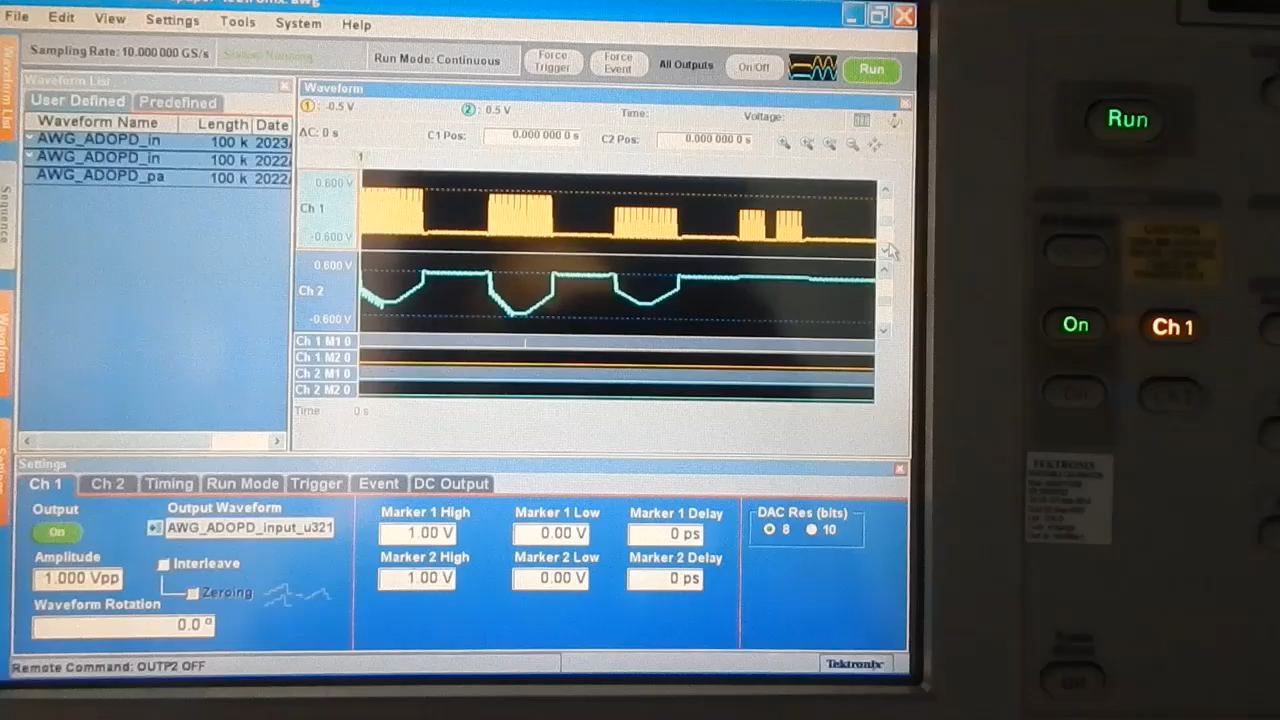 File Edit View Settings Tools System Help
Sampling Rate: 10.000 000 GS/s
Run Mode: Continuous
Force Trigger
Force Event
All Outputs
On/Off
Run
Waveform List
User Defined
Predefined
Waveform Name Length Date
AWG_ADOPD_in 100 k 2023/
AWG_ADOPD_in 100 k 2022/
AWG_ADOPD_pa 100 k 2022/
Waveform
1 : -0.5 V
2 : 0.5 V
Time:
Voltage:
ΔC: 0 s
C1 Pos: 0.000 000 0 s
C2 Pos: 0.000 000 0 s
1
0.600 V
Ch 1
-0.600 V
0.600 V
Ch 2
-0.600 V
Ch 1 M1 0
Ch 1 M2 0
Ch 2 M1 0
Ch 2 M2 0
Time 0 s
Settings
Ch 1 Ch 2 Timing Run Mode Trigger Event DC Output
Output
On
Output Waveform
AWG_ADOPD_input_u321
Amplitude
1.000 Vpp
Interleave
Zeroing
Waveform Rotation
0.0 °
Marker 1 High
1.00 V
Marker 1 Low
0.00 V
Marker 1 Delay
0 ps
Marker 2 High
1.00 V
Marker 2 Low
0.00 V
Marker 2 Delay
0 ps
DAC Res (bits)
8 10
Remote Command: OUTP2 OFF
Tektronix
Waveform List
Sequence
Waveform
Run
On
Ch 1
TEKTRONIX